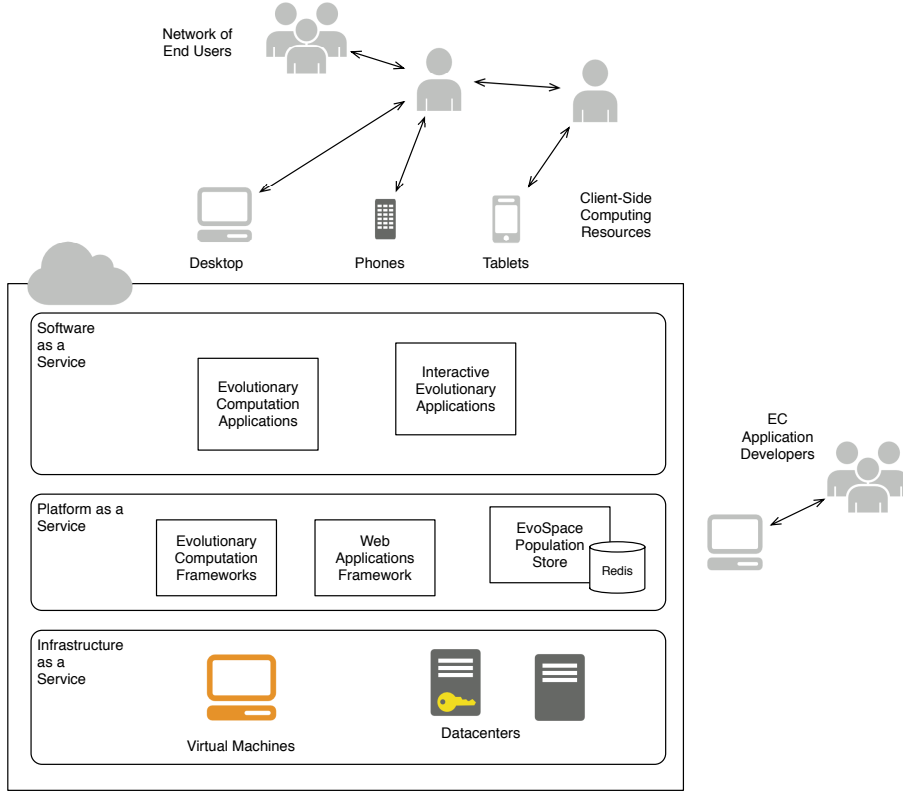 Network of
End Users
Client-Side
Computing
Resources
Desktop
Phones
Tablets
Software
as a
Service
Evolutionary
Computation
Applications
Interactive
Evolutionary
Applications
EC
Application
Developers
Platform as a
Service
Evolutionary
Computation
Frameworks
Web
Applications
Framework
EvoSpace
Population
Store
Redis
Infrastructure
as a
Service
Virtual Machines
Datacenters